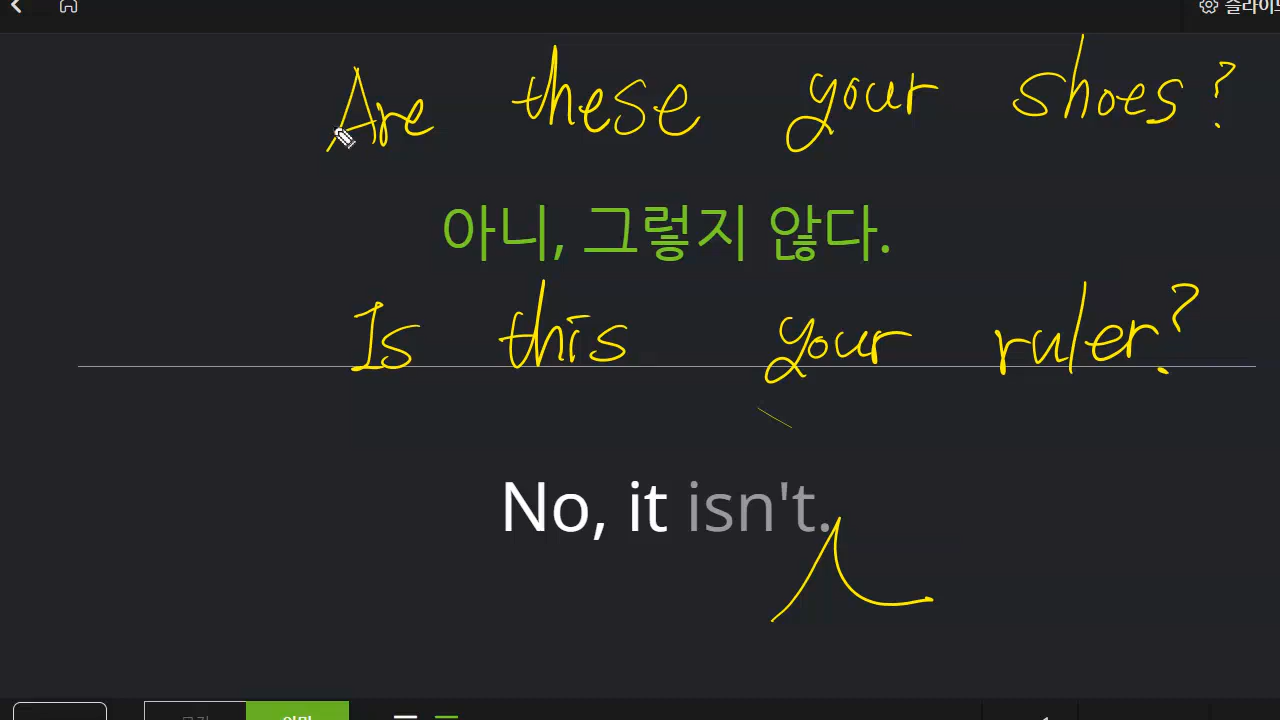 Are these your shoes?
아니, 그렇지 않다.
Is this your ruler?
No, it isn't.